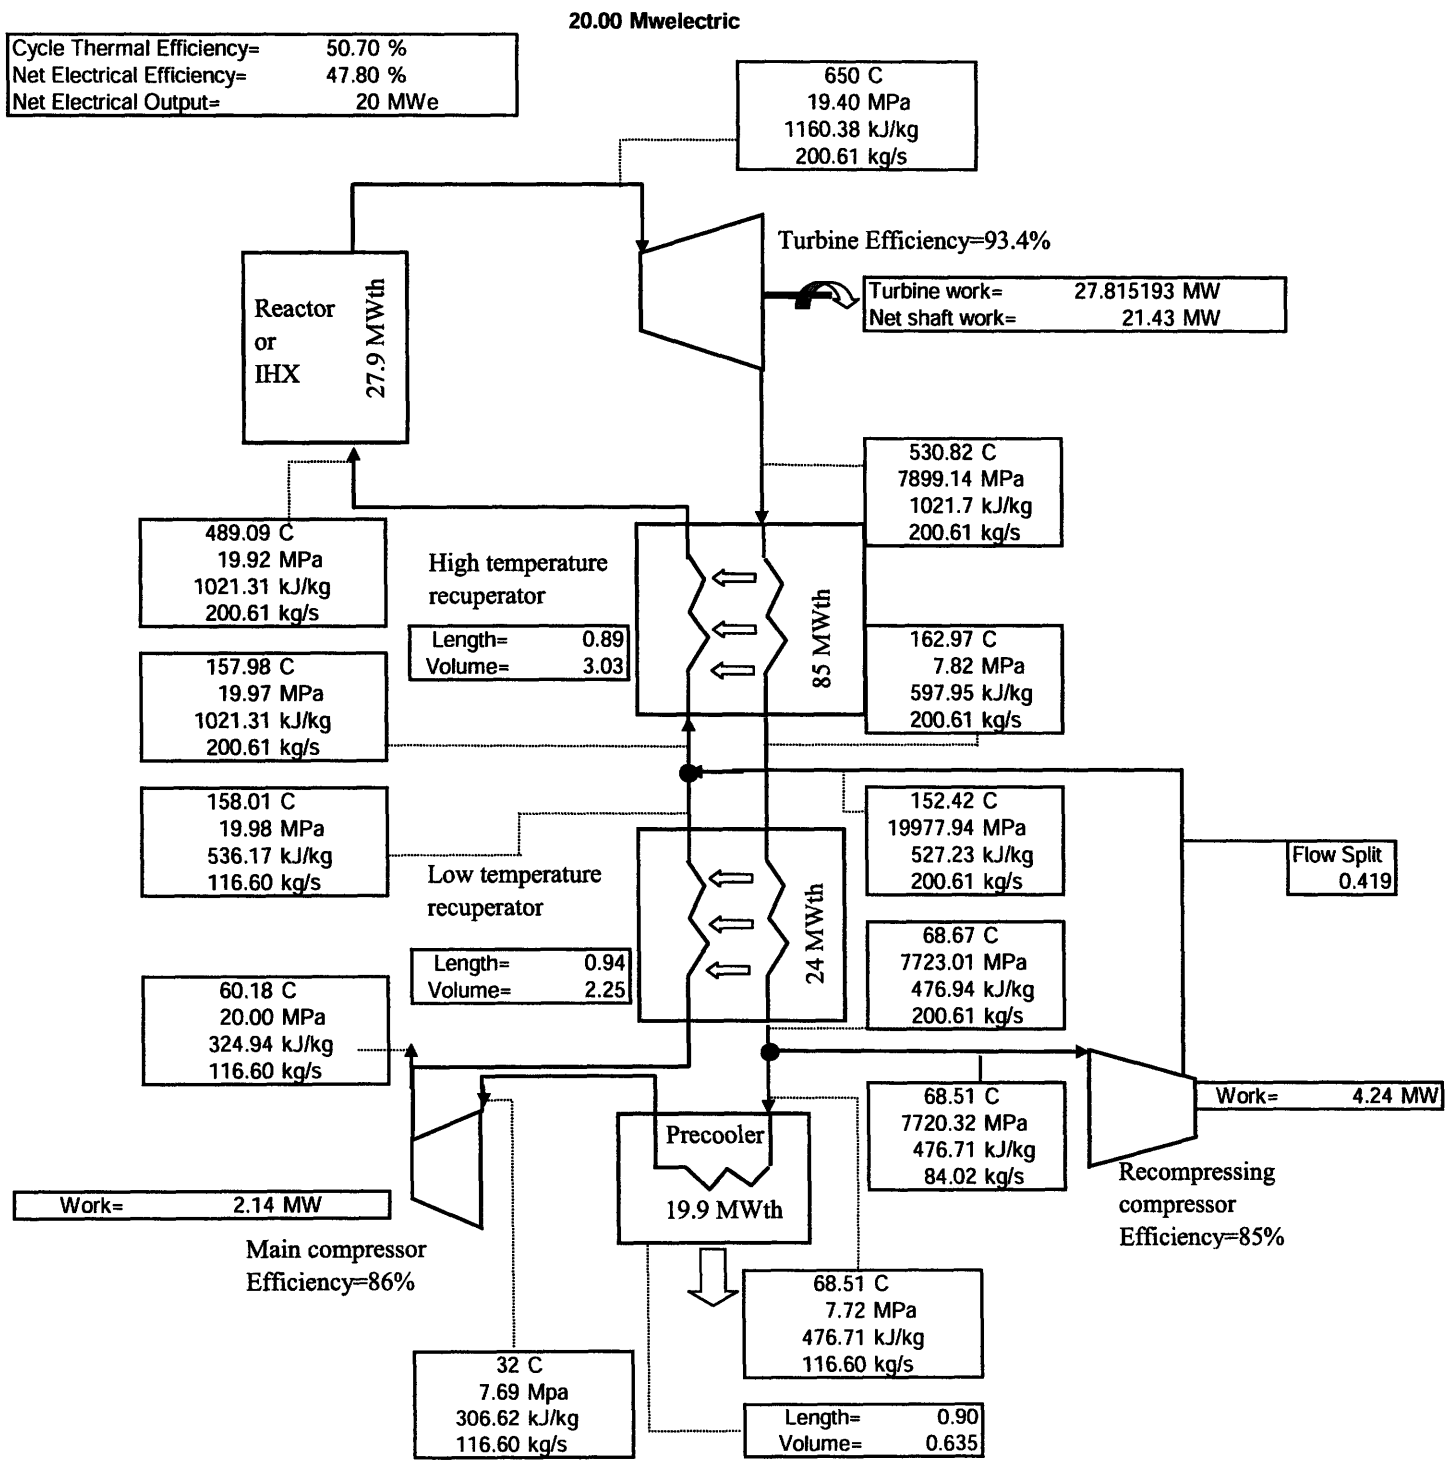 20.00 Mwelectric
Cycle Thermal Efficiency= 50.70 %
Net Electrical Efficiency= 47.80 %
Net Electrical Output= 20 MWe
650 C
19.40 MPa
1160.38 kJ/kg
200.61 kg/s
Turbine Efficiency=93.4%
Turbine work= 27.815193 MW
Net shaft work= 21.43 MW
Reactor
or
IHX
27.9 MWth
530.82 C
7899.14 MPa
1021.7 kJ/kg
200.61 kg/s
489.09 C
19.92 MPa
1021.31 kJ/kg
200.61 kg/s
High temperature
recuperator
Length= 0.89
Volume= 3.03
85 MWth
162.97 C
7.82 MPa
597.95 kJ/kg
200.61 kg/s
157.98 C
19.97 MPa
1021.31 kJ/kg
200.61 kg/s
158.01 C
19.98 MPa
536.17 kJ/kg
116.60 kg/s
152.42 C
19977.94 MPa
527.23 kJ/kg
200.61 kg/s
Flow Split
0.419
Low temperature
recuperator
Length= 0.94
Volume= 2.25
24 MWth
68.67 C
7723.01 MPa
476.94 kJ/kg
200.61 kg/s
60.18 C
20.00 MPa
324.94 kJ/kg
116.60 kg/s
68.51 C
7720.32 MPa
476.71 kJ/kg
84.02 kg/s
Work= 4.24 MW
Recompressing
compressor
Efficiency=85%
Precooler
19.9 MWth
Work= 2.14 MW
Main compressor
Efficiency=86%
68.51 C
7.72 MPa
476.71 kJ/kg
116.60 kg/s
32 C
7.69 Mpa
306.62 kJ/kg
116.60 kg/s
Length= 0.90
Volume= 0.635